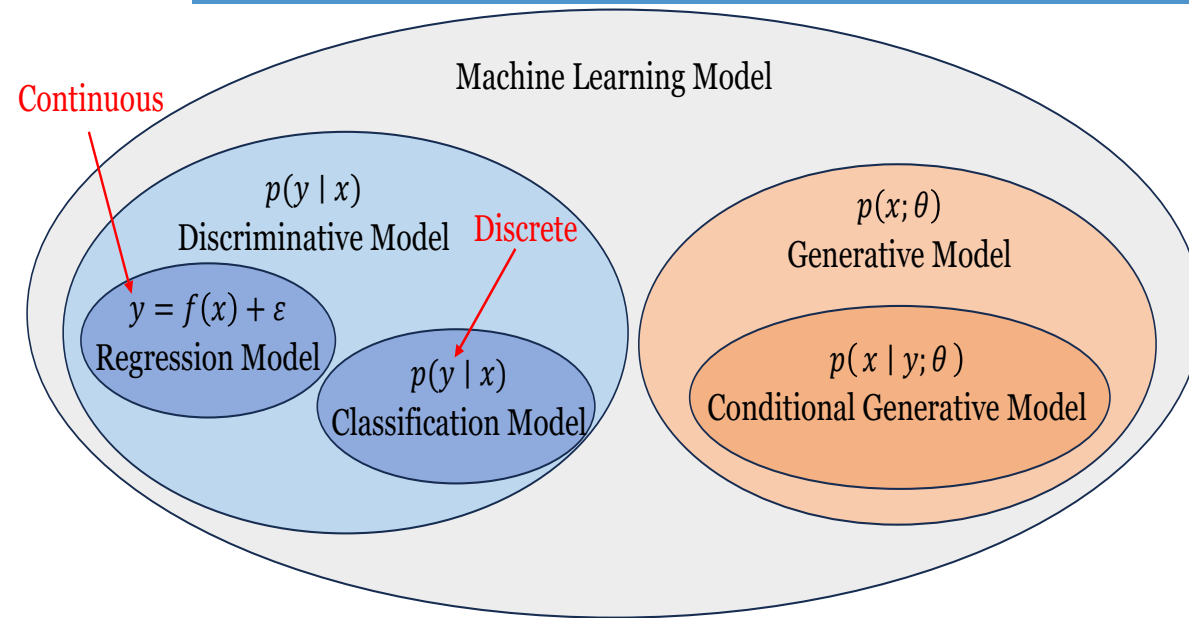 Machine Learning Model
Continuous
p(y | x)
Discriminative Model
Discrete
y = f(x) + ε
Regression Model
p(y | x)
Classification Model
p(x; θ)
Generative Model
p( x | y; θ )
Conditional Generative Model